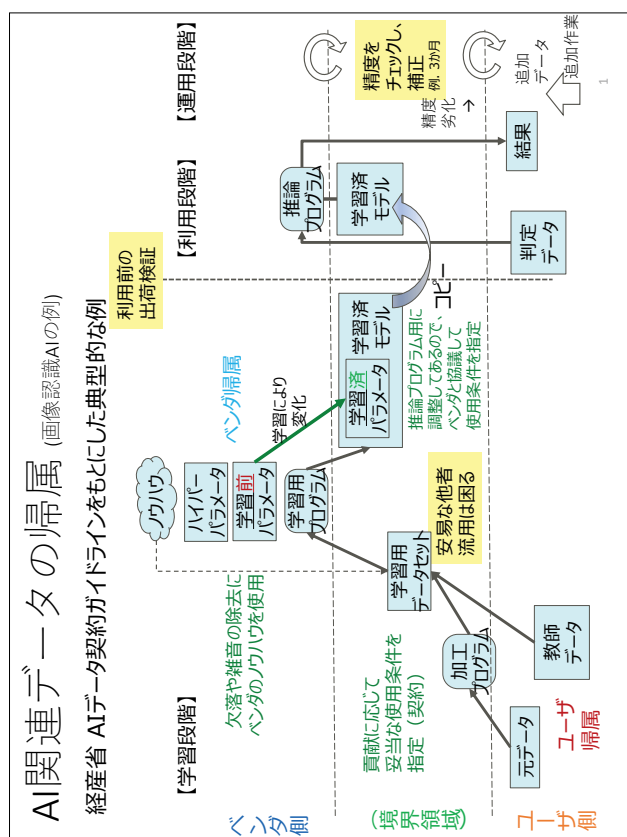 AI関連データの帰属 (画像認識AIの例)
経産省 AIデータ契約ガイドラインをもとにした典型的な例
利用前の
出荷検証
【学習段階】
【利用段階】
【運用段階】
ベンダ側
ノウハウ
ハイパー
パラメータ
学習前
パラメータ
学習用
プログラム
ベンダ帰属
学習により
変化
欠落や雑音の除去に
ベンダのノウハウを使用
推論
プログラム
(境界領域)
貢献に応じて
妥当な使用条件を
指定（契約）
学習用
データセット
安易な他者
流用は困る
加工
プログラム
学習済
パラメータ
学習済
モデル
推論プログラム用に
調整してあるので、
ベンダと協議して
使用条件を指定
コピー
学習済
モデル
精度を
チェックし、
補正
例. 3か月
精度
劣化
→
ユーザ側
元データ
ユーザ
帰属
教師
データ
判定
データ
結果
追加
データ
追加作業
1